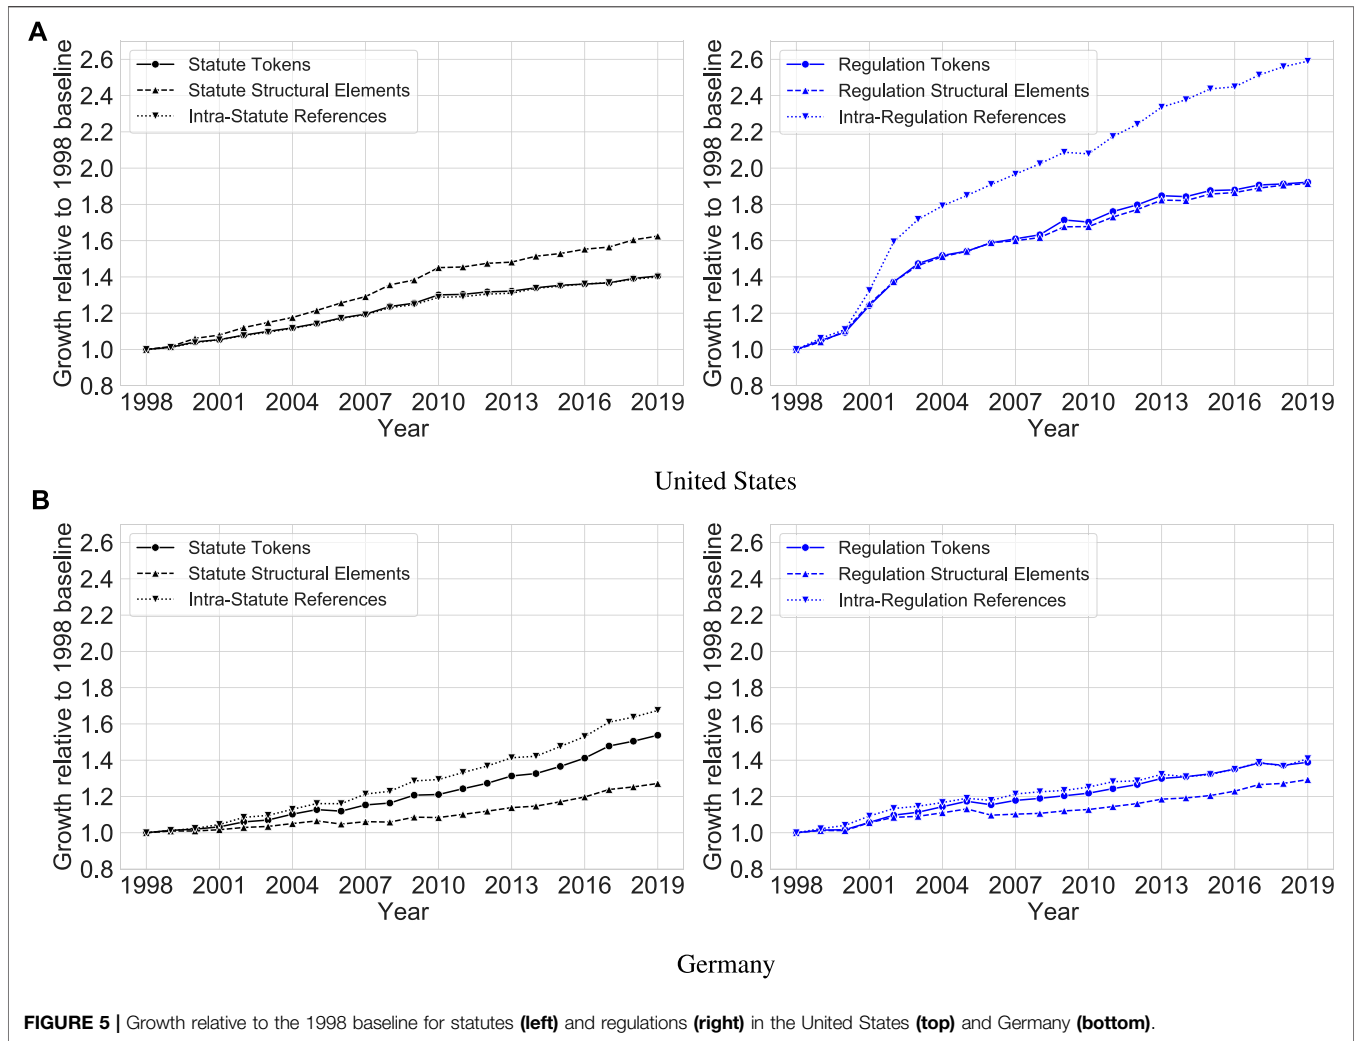 A
Growth relative to 1998 baseline
2.6
2.4
2.2
2.0
1.8
1.6
1.4
1.2
1.0
0.8
Statute Tokens
Statute Structural Elements
Intra-Statute References
1998 2001 2004 2007 2010 2013 2016 2019
Year
Growth relative to 1998 baseline
2.6
2.4
2.2
2.0
1.8
1.6
1.4
1.2
1.0
0.8
Regulation Tokens
Regulation Structural Elements
Intra-Regulation References
1998 2001 2004 2007 2010 2013 2016 2019
Year
United States
B
Growth relative to 1998 baseline
2.6
2.4
2.2
2.0
1.8
1.6
1.4
1.2
1.0
0.8
Statute Tokens
Statute Structural Elements
Intra-Statute References
1998 2001 2004 2007 2010 2013 2016 2019
Year
Growth relative to 1998 baseline
2.6
2.4
2.2
2.0
1.8
1.6
1.4
1.2
1.0
0.8
Regulation Tokens
Regulation Structural Elements
Intra-Regulation References
1998 2001 2004 2007 2010 2013 2016 2019
Year
Germany
FIGURE 5 | Growth relative to the 1998 baseline for statutes (left) and regulations (right) in the United States (top) and Germany (bottom).